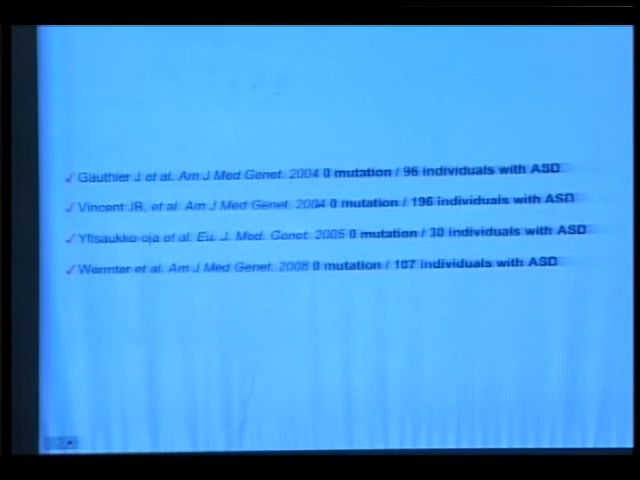 ✓ Gauthier J et al. Am J Med Genet. 2004 0 mutation / 96 individuals with ASD
✓ Vincent JB, et al. Am J Med Genet. 2004 0 mutation / 196 individuals with ASD
✓ Ylisaukko-oja et al. Eu. J. Med. Genet. 2005 0 mutation / 30 individuals with ASD
✓ Wermter et al. Am J Med Genet. 2008 0 mutation / 107 individuals with ASD